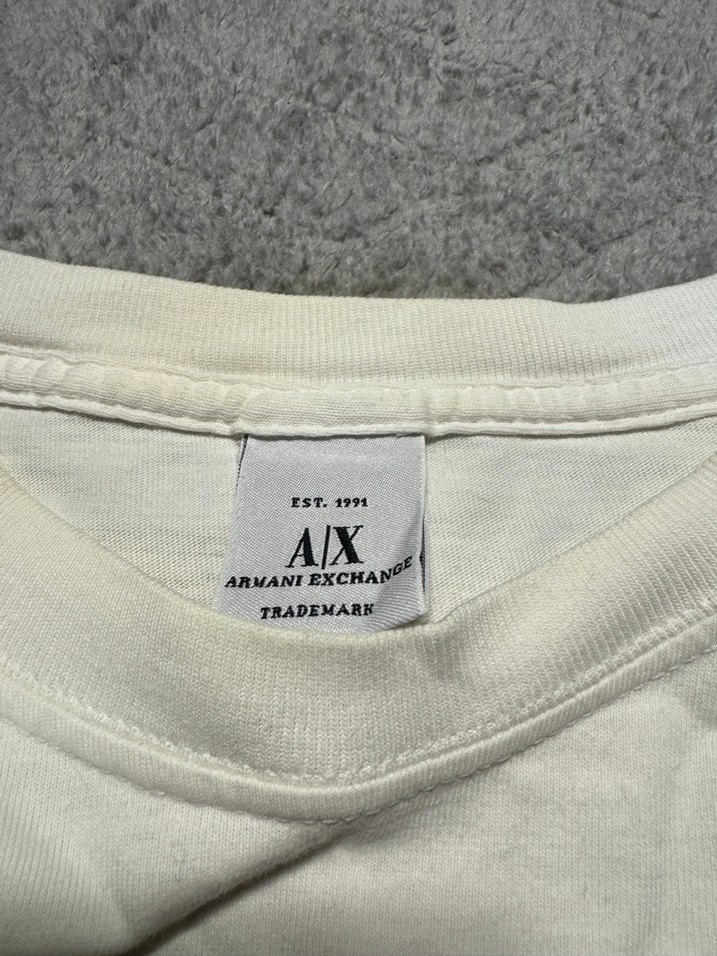 EST. 1991
A|X
ARMANI EXCHANGE
TRADEMARK